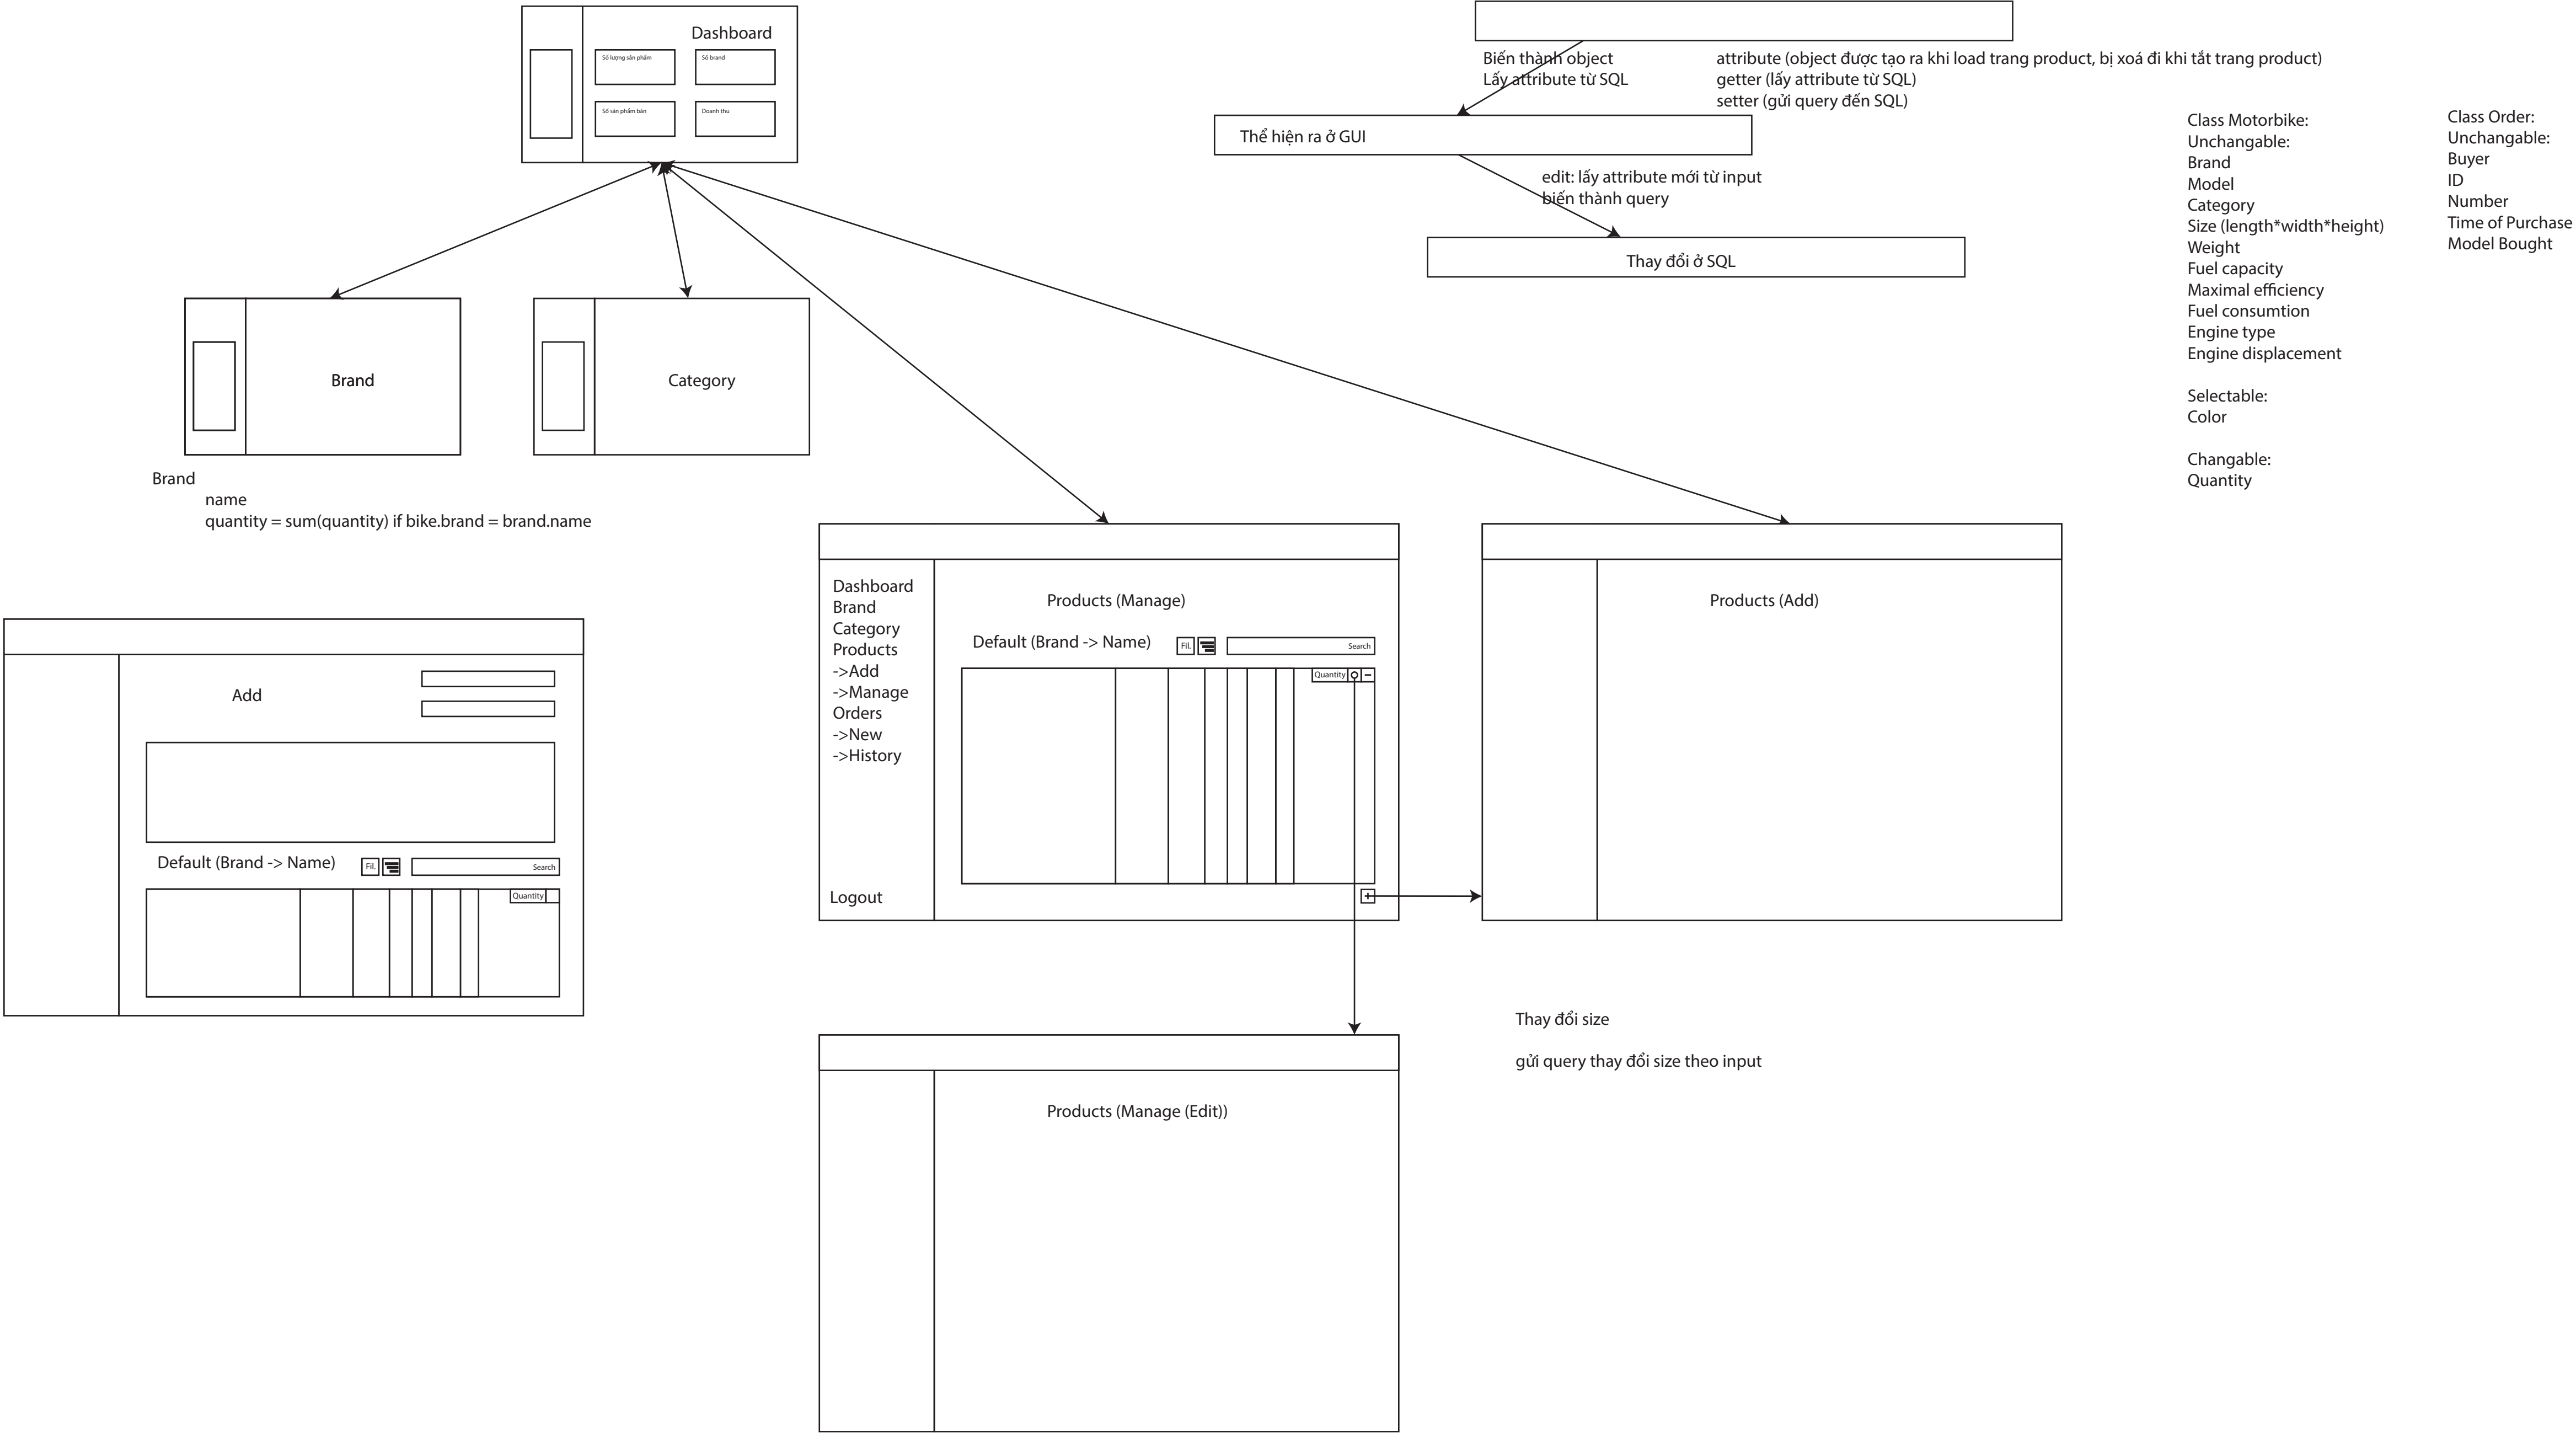 Dashboard
Số lượng sản phẩm
Số brand
Số sản phẩm bán
Doanh thu
Biến thành object
Lấy attribute từ SQL
attribute (object được tạo ra khi load trang product, bị xoá đi khi tắt trang product)
getter (lấy attribute từ SQL)
setter (gửi query đến SQL)
Thể hiện ra ở GUI
edit: lấy attribute mới từ input
biến thành query
Thay đổi ở SQL
Class Motorbike:
Unchangable:
Brand
Model
Category
Size (length*width*height)
Weight
Fuel capacity
Maximal efficiency
Fuel consumtion
Engine type
Engine displacement
Selectable:
Color
Changable:
Quantity
Class Order:
Unchangable:
Buyer
ID
Number
Time of Purchase
Model Bought
Brand
Category
Brand
name
quantity = sum(quantity) if bike.brand = brand.name
Add
Default (Brand -> Name)
Fil.
Search
Quantity
Dashboard
Brand
Category
Products
->Add
->Manage
Orders
->New
->History
Logout
Products (Manage)
Default (Brand -> Name)
Fil.
Search
Quantity
Products (Add)
Products (Manage (Edit))
Thay đổi size
gửi query thay đổi size theo input